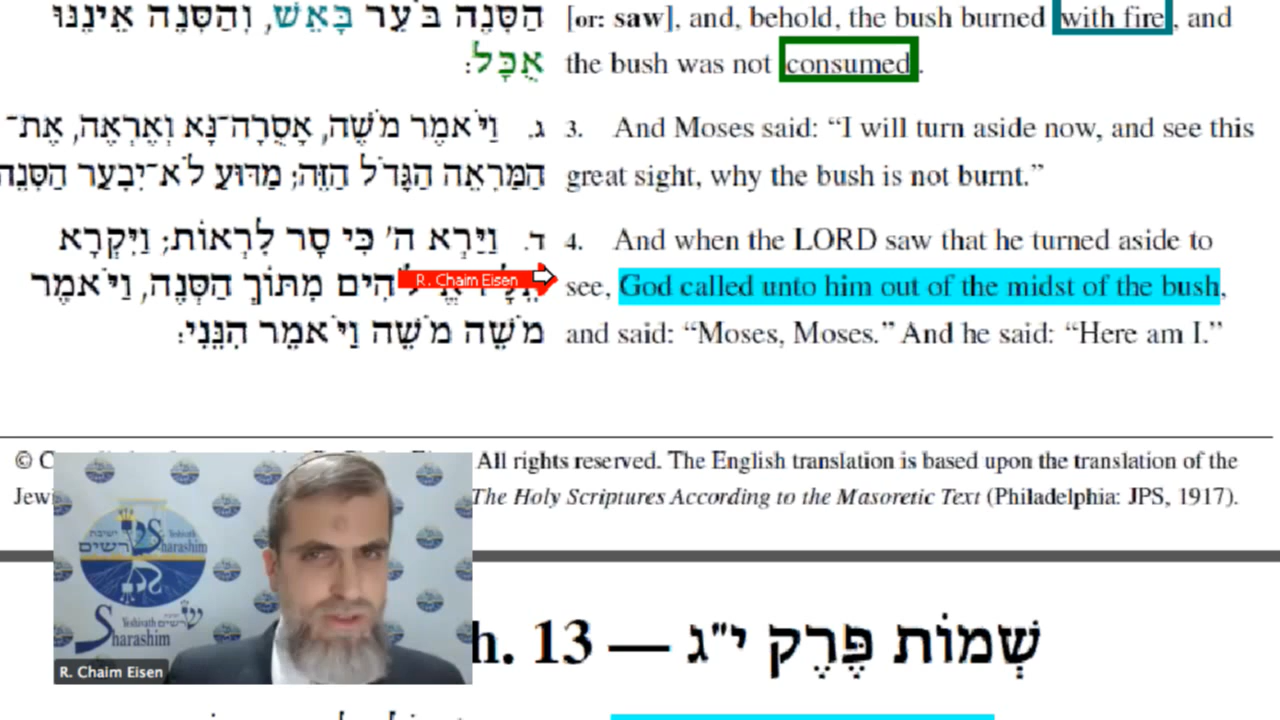 הַסְּנֶה בֹּעֵר בָּאֵשׁ, וְהַסְּנֶה אֵינֶנּוּ
אֻכָּל:
[or: saw], and, behold, the bush burned with fire, and
the bush was not consumed.
ג. וַיֹּאמֶר מֹשֶׁה, אָסֻרָה־נָּא וְאֶרְאֶה, אֶת־
הַמַּרְאֶה הַגָּדֹל הַזֶּה; מַדּוּעַ לֹא־יִבְעַר הַסְּנֶה
3. And Moses said: “I will turn aside now, and see this
great sight, why the bush is not burnt.”
ד. וַיַּרְא ה' כִּי סָר לִרְאוֹת; וַיִּקְרָא
מִתּוֹךְ הַסְּנֶה, וַיֹּאמֶר
מֹשֶׁה מֹשֶׁה וַיֹּאמֶר הִנֵּנִי:
R. Chaim Eisen
4. And when the LORD saw that he turned aside to
see, God called unto him out of the midst of the bush,
and said: “Moses, Moses.” And he said: “Here am I.”
© All rights reserved. The English translation is based upon the translation of the
The Holy Scriptures According to the Masoretic Text (Philadelphia: JPS, 1917).
ישיבת שרשים
Yeshivath Sharashim
Yeshivath Sharashim
R. Chaim Eisen
h. 13 — שְׁמוֹת פֶּרֶק י"ג